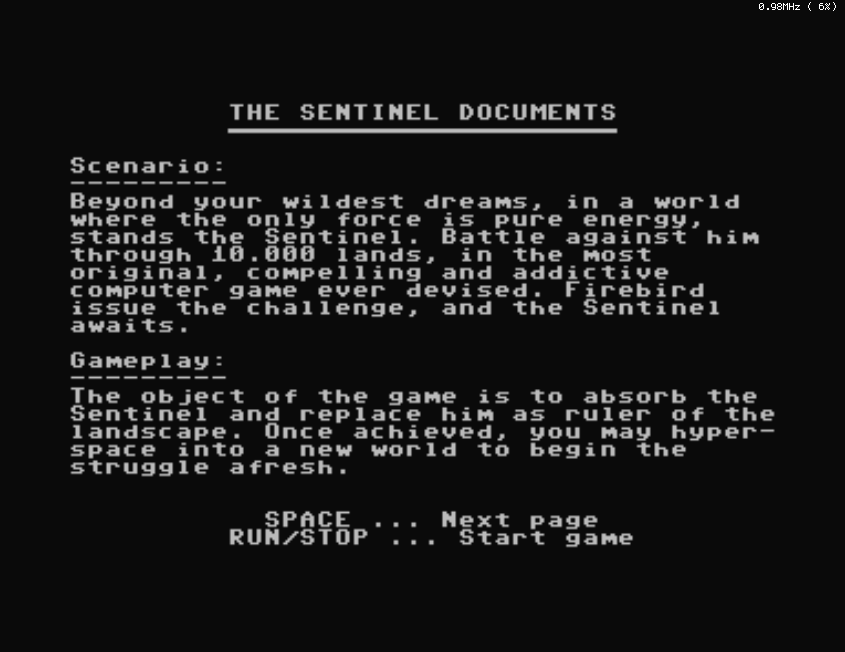 0.98MHz ( 6%)
THE SENTINEL DOCUMENTS
Scenario:
---------
Beyond your wildest dreams, in a world
where the only force is pure energy,
stands the Sentinel. Battle against him
through 10.000 lands, in the most
original, compelling and addictive
computer game ever devised. Firebird
issue the challenge, and the Sentinel
awaits.
Gameplay:
---------
The object of the game is to absorb the
Sentinel and replace him as ruler of the
landscape. Once achieved, you may hyper-
space into a new world to begin the
struggle afresh.
SPACE ... Next page
RUN/STOP ... Start game